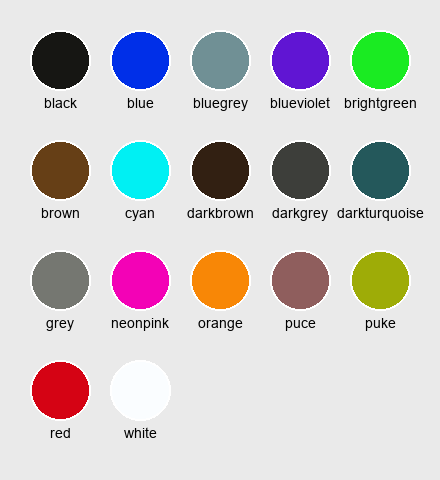 black blue bluegrey blueviolet brightgreen
brown cyan darkbrown darkgrey darkturquoise
grey neonpink orange puce puke
red white